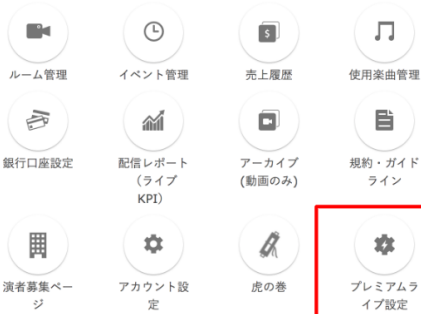 ルーム管理
イベント管理
売上履歴
使用楽曲管理
銀行口座設定
配信レポート
（ライブ
KPI）
アーカイブ
(動画のみ)
規約・ガイド
ライン
演者募集ペー
ジ
アカウント設
定
虎の巻
プレミアムラ
イブ設定